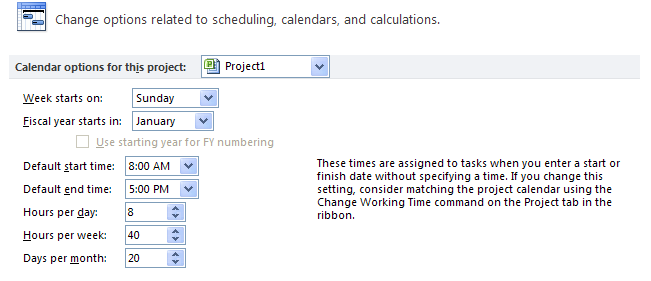 Change options related to scheduling, calendars, and calculations.
Calendar options for this project: Project1
Week starts on: Sunday
Fiscal year starts in: January
Use starting year for FY numbering
Default start time: 8:00 AM
Default end time: 5:00 PM
Hours per day: 8
Hours per week: 40
Days per month: 20
These times are assigned to tasks when you enter a start or
finish date without specifying a time. If you change this
setting, consider matching the project calendar using the
Change Working Time command on the Project tab in the
ribbon.